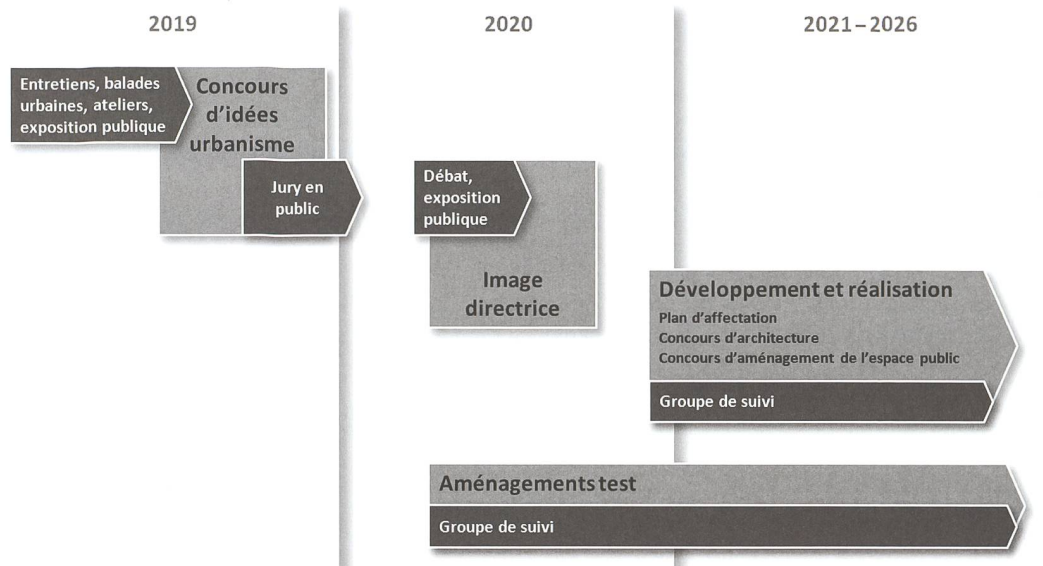 2019
2020
2021–2026
Entretiens, balades
urbaines, ateliers,
exposition publique
Concours
d'idées
urbanisme
Jury en
public
Débat,
exposition
publique
Image
directrice
Développement et réalisation
Plan d'affectation
Concours d'architecture
Concours d'aménagement de l'espace public
Groupe de suivi
Aménagements test
Groupe de suivi